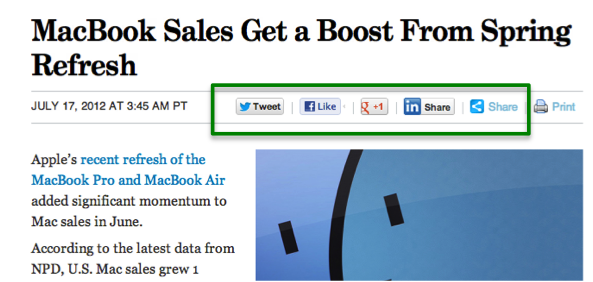 MacBook Sales Get a Boost From Spring
Refresh
JULY 17, 2012 AT 3:45 AM PT Tweet | Like | +1 | in Share | Share Print
Apple's recent refresh of the
MacBook Pro and MacBook Air
added significant momentum to
Mac sales in June.
According to the latest data from
NPD, U.S. Mac sales grew 1